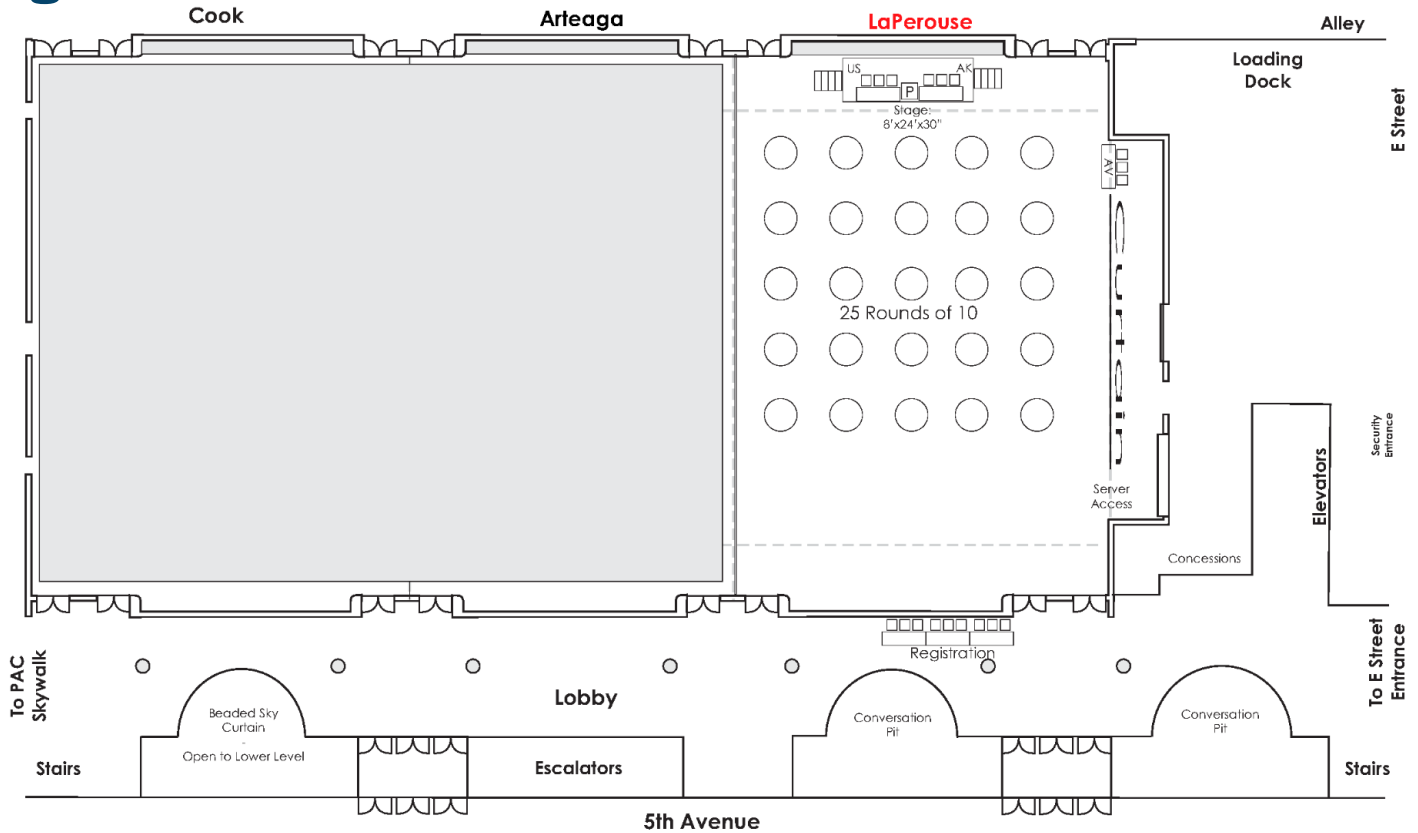 Cook
Arteaga
LaPerouse
Alley
Loading
Dock
E Street
US
AK
P
Stage:
8'x24'x30"
AV
25 Rounds of 10
Security
Entrance
Server
Access
Elevators
Concessions
Registration
To PAC
Skywalk
Lobby
To E Street
Entrance
Beaded Sky
Curtain
-
Open to Lower Level
Conversation
Pit
Conversation
Pit
Stairs
Escalators
Stairs
5th Avenue